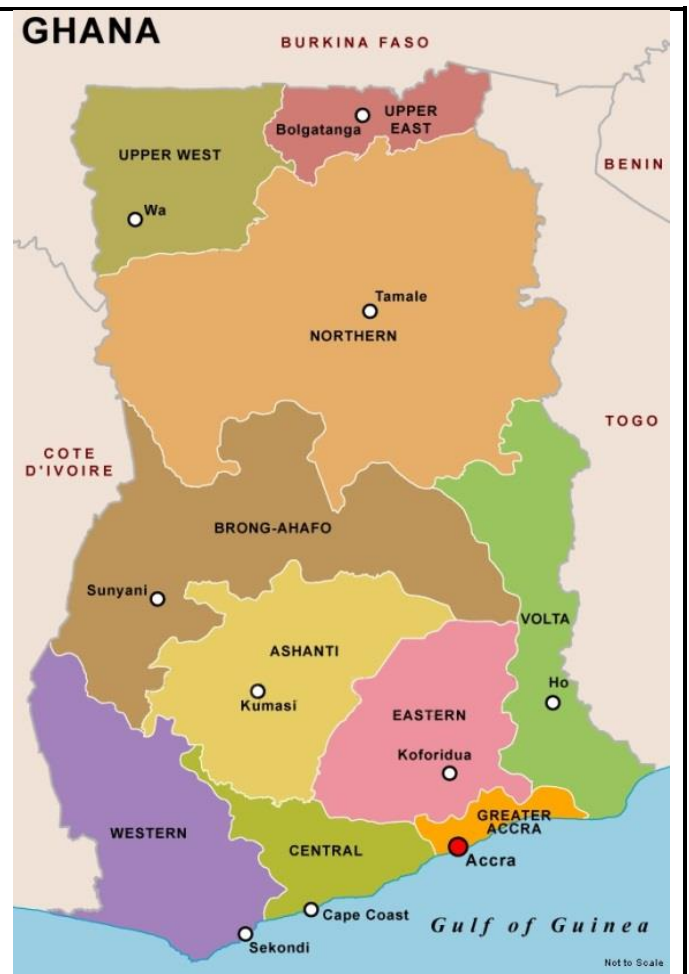 GHANA
BURKINA FASO
Bolgatanga
UPPER
EAST
UPPER WEST
BENIN
Wa
Tamale
NORTHERN
TOGO
COTE
D'IVOIRE
BRONG-AHAFO
Sunyani
VOLTA
ASHANTI
Ho
Kumasi
EASTERN
Koforidua
GREATER
ACCRA
WESTERN
CENTRAL
Accra
Cape Coast
Gulf of Guinea
Sekondi
Not to Scale